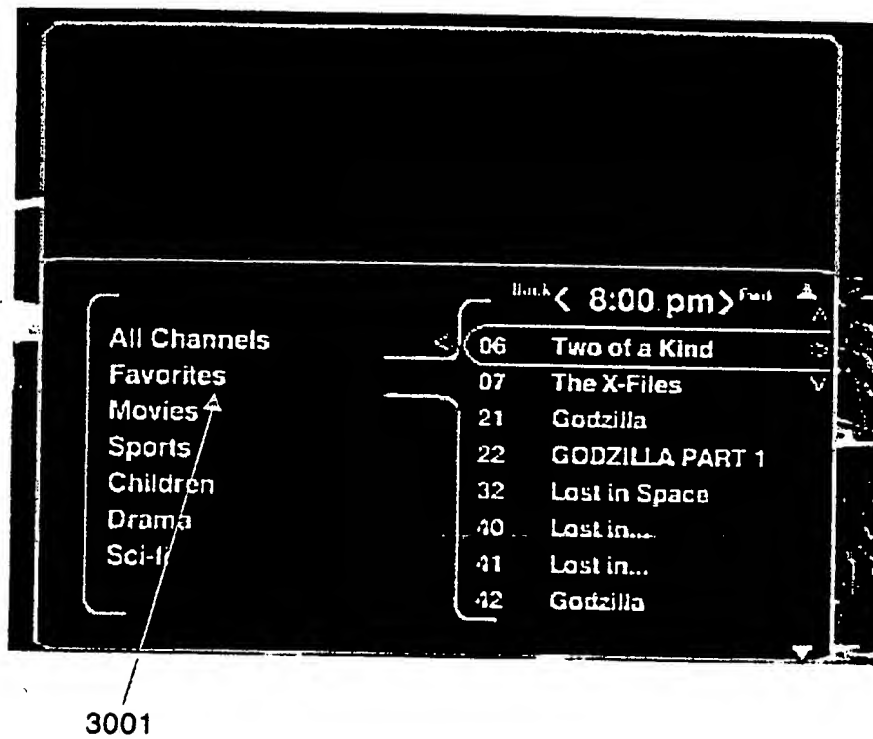 Back < 8:00 pm > Fwd
All Channels
Favorites
Movies
Sports
Children
Drama
Sci-fi
06 Two of a Kind
07 The X-Files
21 Godzilla
22 GODZILLA PART 1
32 Lost in Space
40 Lost in...
41 Lost in...
42 Godzilla
3001